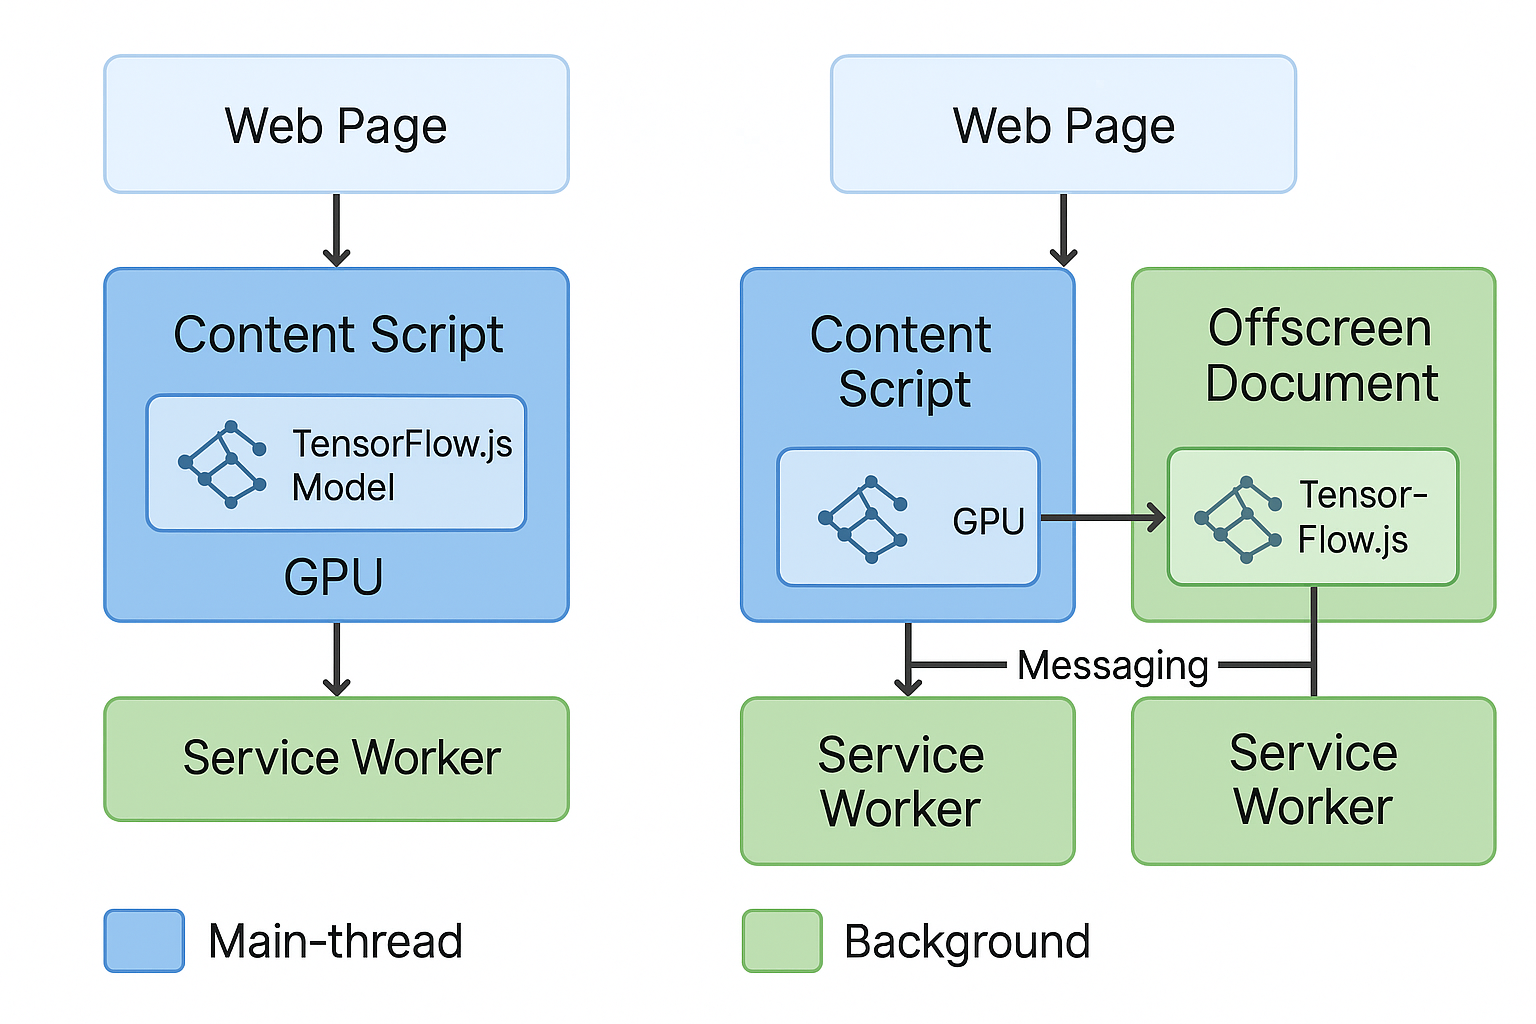 Web Page
Content Script
TensorFlow.js
Model
GPU
Service Worker
Web Page
Content
Script
GPU
Offscreen
Document
Tensor-
Flow.js
Messaging
Service
Worker
Service
Worker
Main-thread
Background